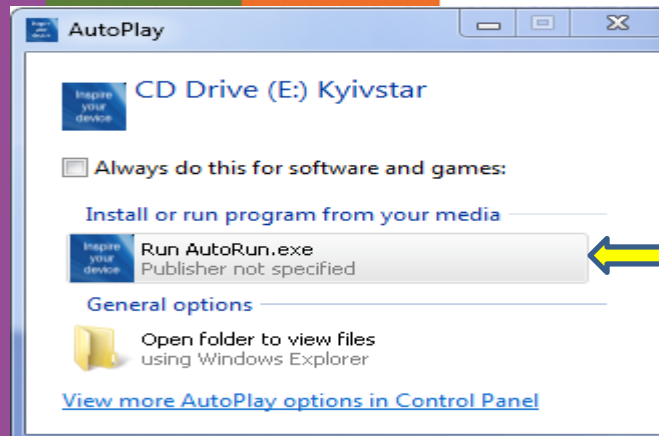 AutoPlay
Inspire
your
device
CD Drive (E:) Kyivstar
Always do this for software and games:
Install or run program from your media
Inspire
your
device
Run AutoRun.exe
Publisher not specified
General options
Open folder to view files
using Windows Explorer
View more AutoPlay options in Control Panel